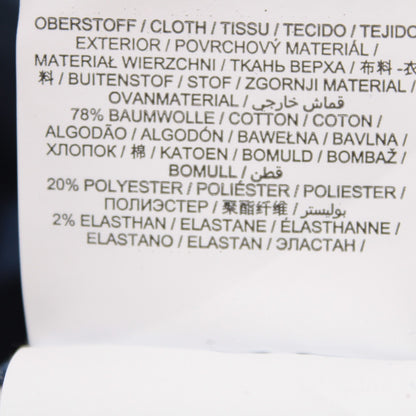 OBERSTOFF / CLOTH / TISSU / TECIDO / TEJIDO
EXTERIOR / POVRCHOVÝ MATERIÁL /
MATERIAŁ WIERZCHNI / ТКАНЬ ВЕРХА / 布料 -衣
料 / BUITENSTOF / STOF / ZGORNJI MATERIAL /
OVANMATERIAL / قماش خارجي /
78% BAUMWOLLE / COTTON / COTON /
ALGODÃO / ALGODÓN / BAWEŁNA / BAVLNA /
ХЛОПОК / 棉 / KATOEN / BOMULD / BOMBAŽ /
BOMULL / قطن /
20% POLYESTER / POLIÉSTER / POLIESTER /
ПОЛИЭСТЕР / 聚酯纤维 / بوليستر /
2% ELASTHAN / ELASTANE / ÉLASTHANNE /
ELASTANO / ELASTAN / ЭЛАСТАН /